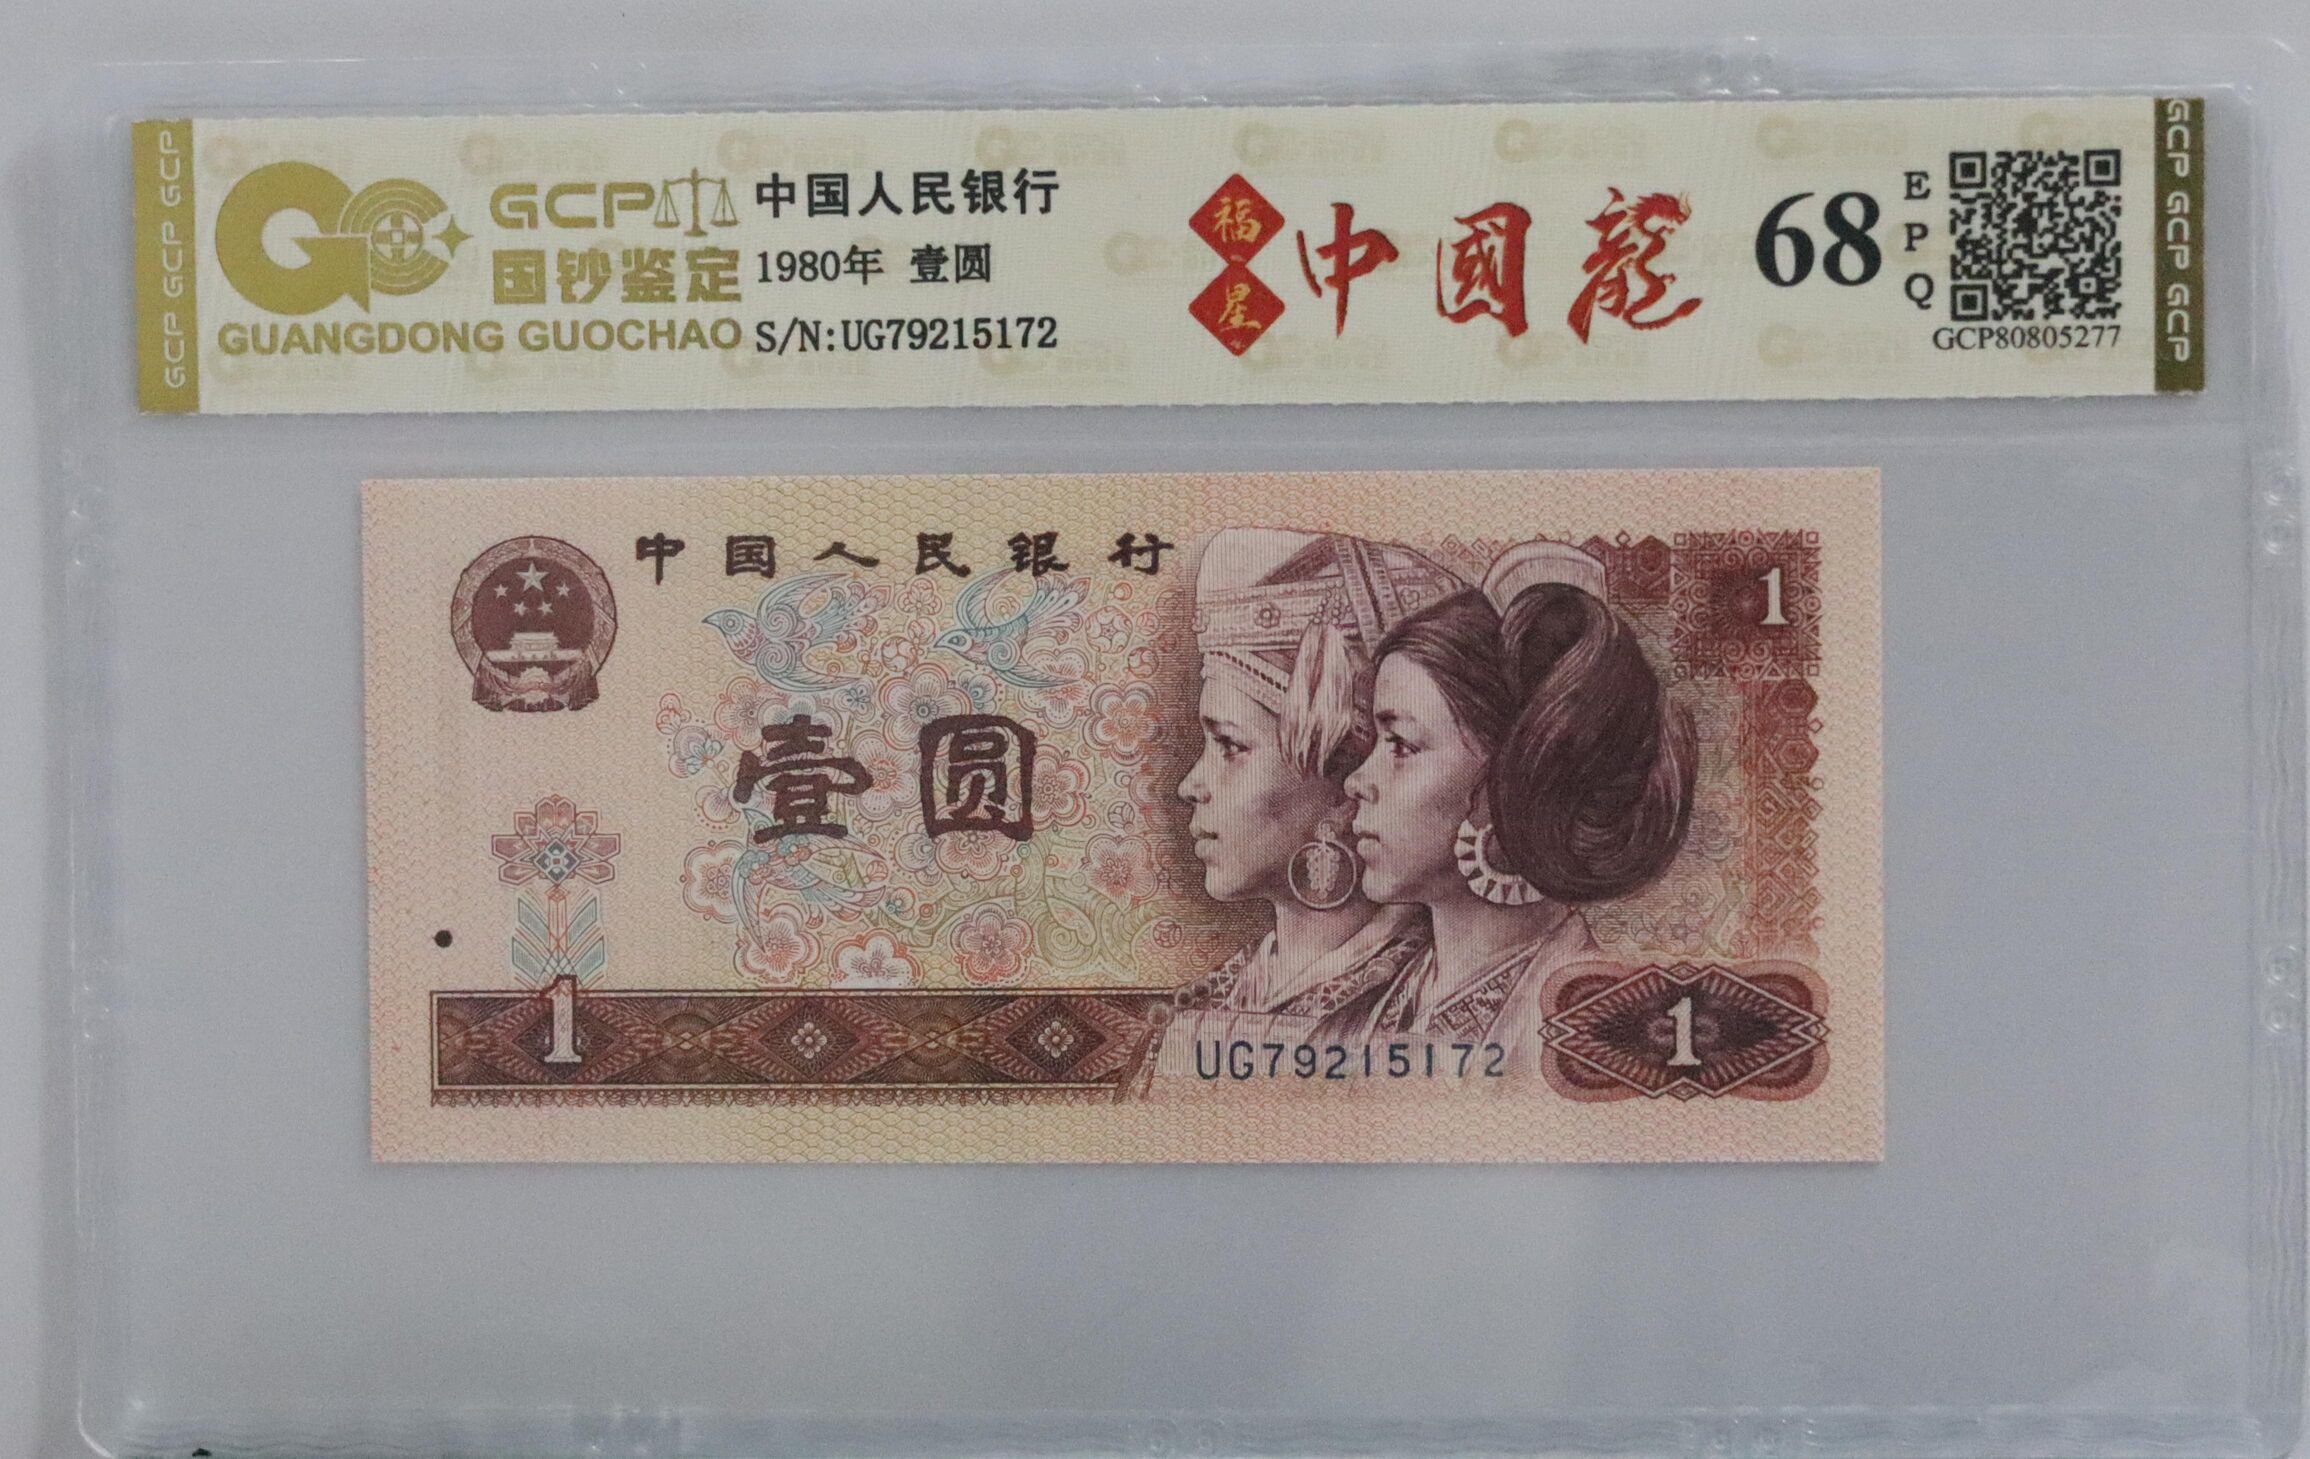 GCP GCP GCP
GCP
国钞鉴定
GUANGDONG GUOCHAO
中国人民银行
1980年 壹圆
S/N:UG79215172
福星
中國龍
68
EPQ
GCP80805277
GCP GCP GCP
中国人民银行
1
壹圆
1
UG79215172
1